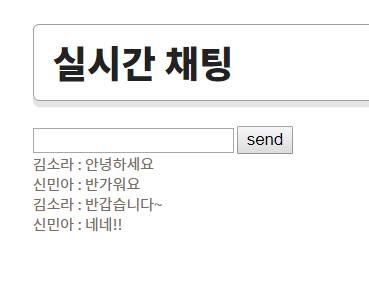 실시간 채팅
send
김소라 : 안녕하세요
신민아 : 반가워요
김소라 : 반갑습니다~
신민아 : 네네!!